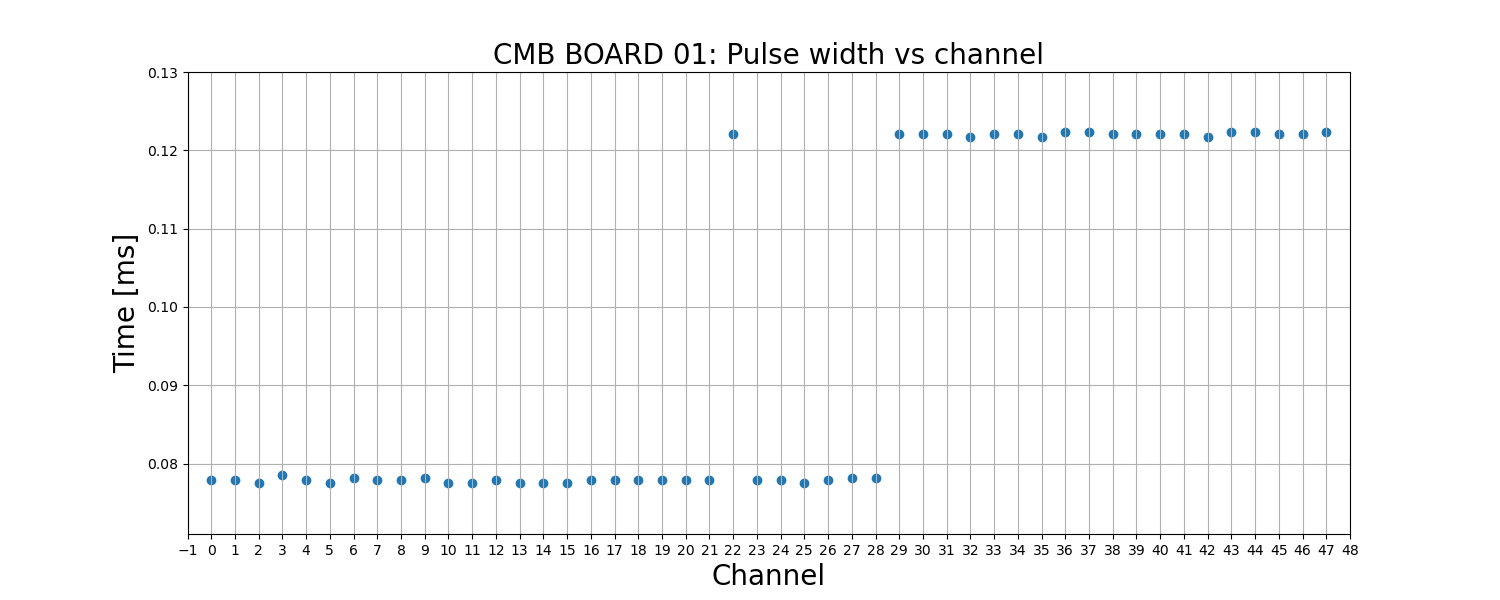 CMB BOARD 01: Pulse width vs channel
0.13
0.12
0.11
0.10
0.09
0.08
Time [ms]
−1 0 1 2 3 4 5 6 7 8 9 10 11 12 13 14 15 16 17 18 19 20 21 22 23 24 25 26 27 28 29 30 31 32 33 34 35 36 37 38 39 40 41 42 43 44 45 46 47 48
Channel